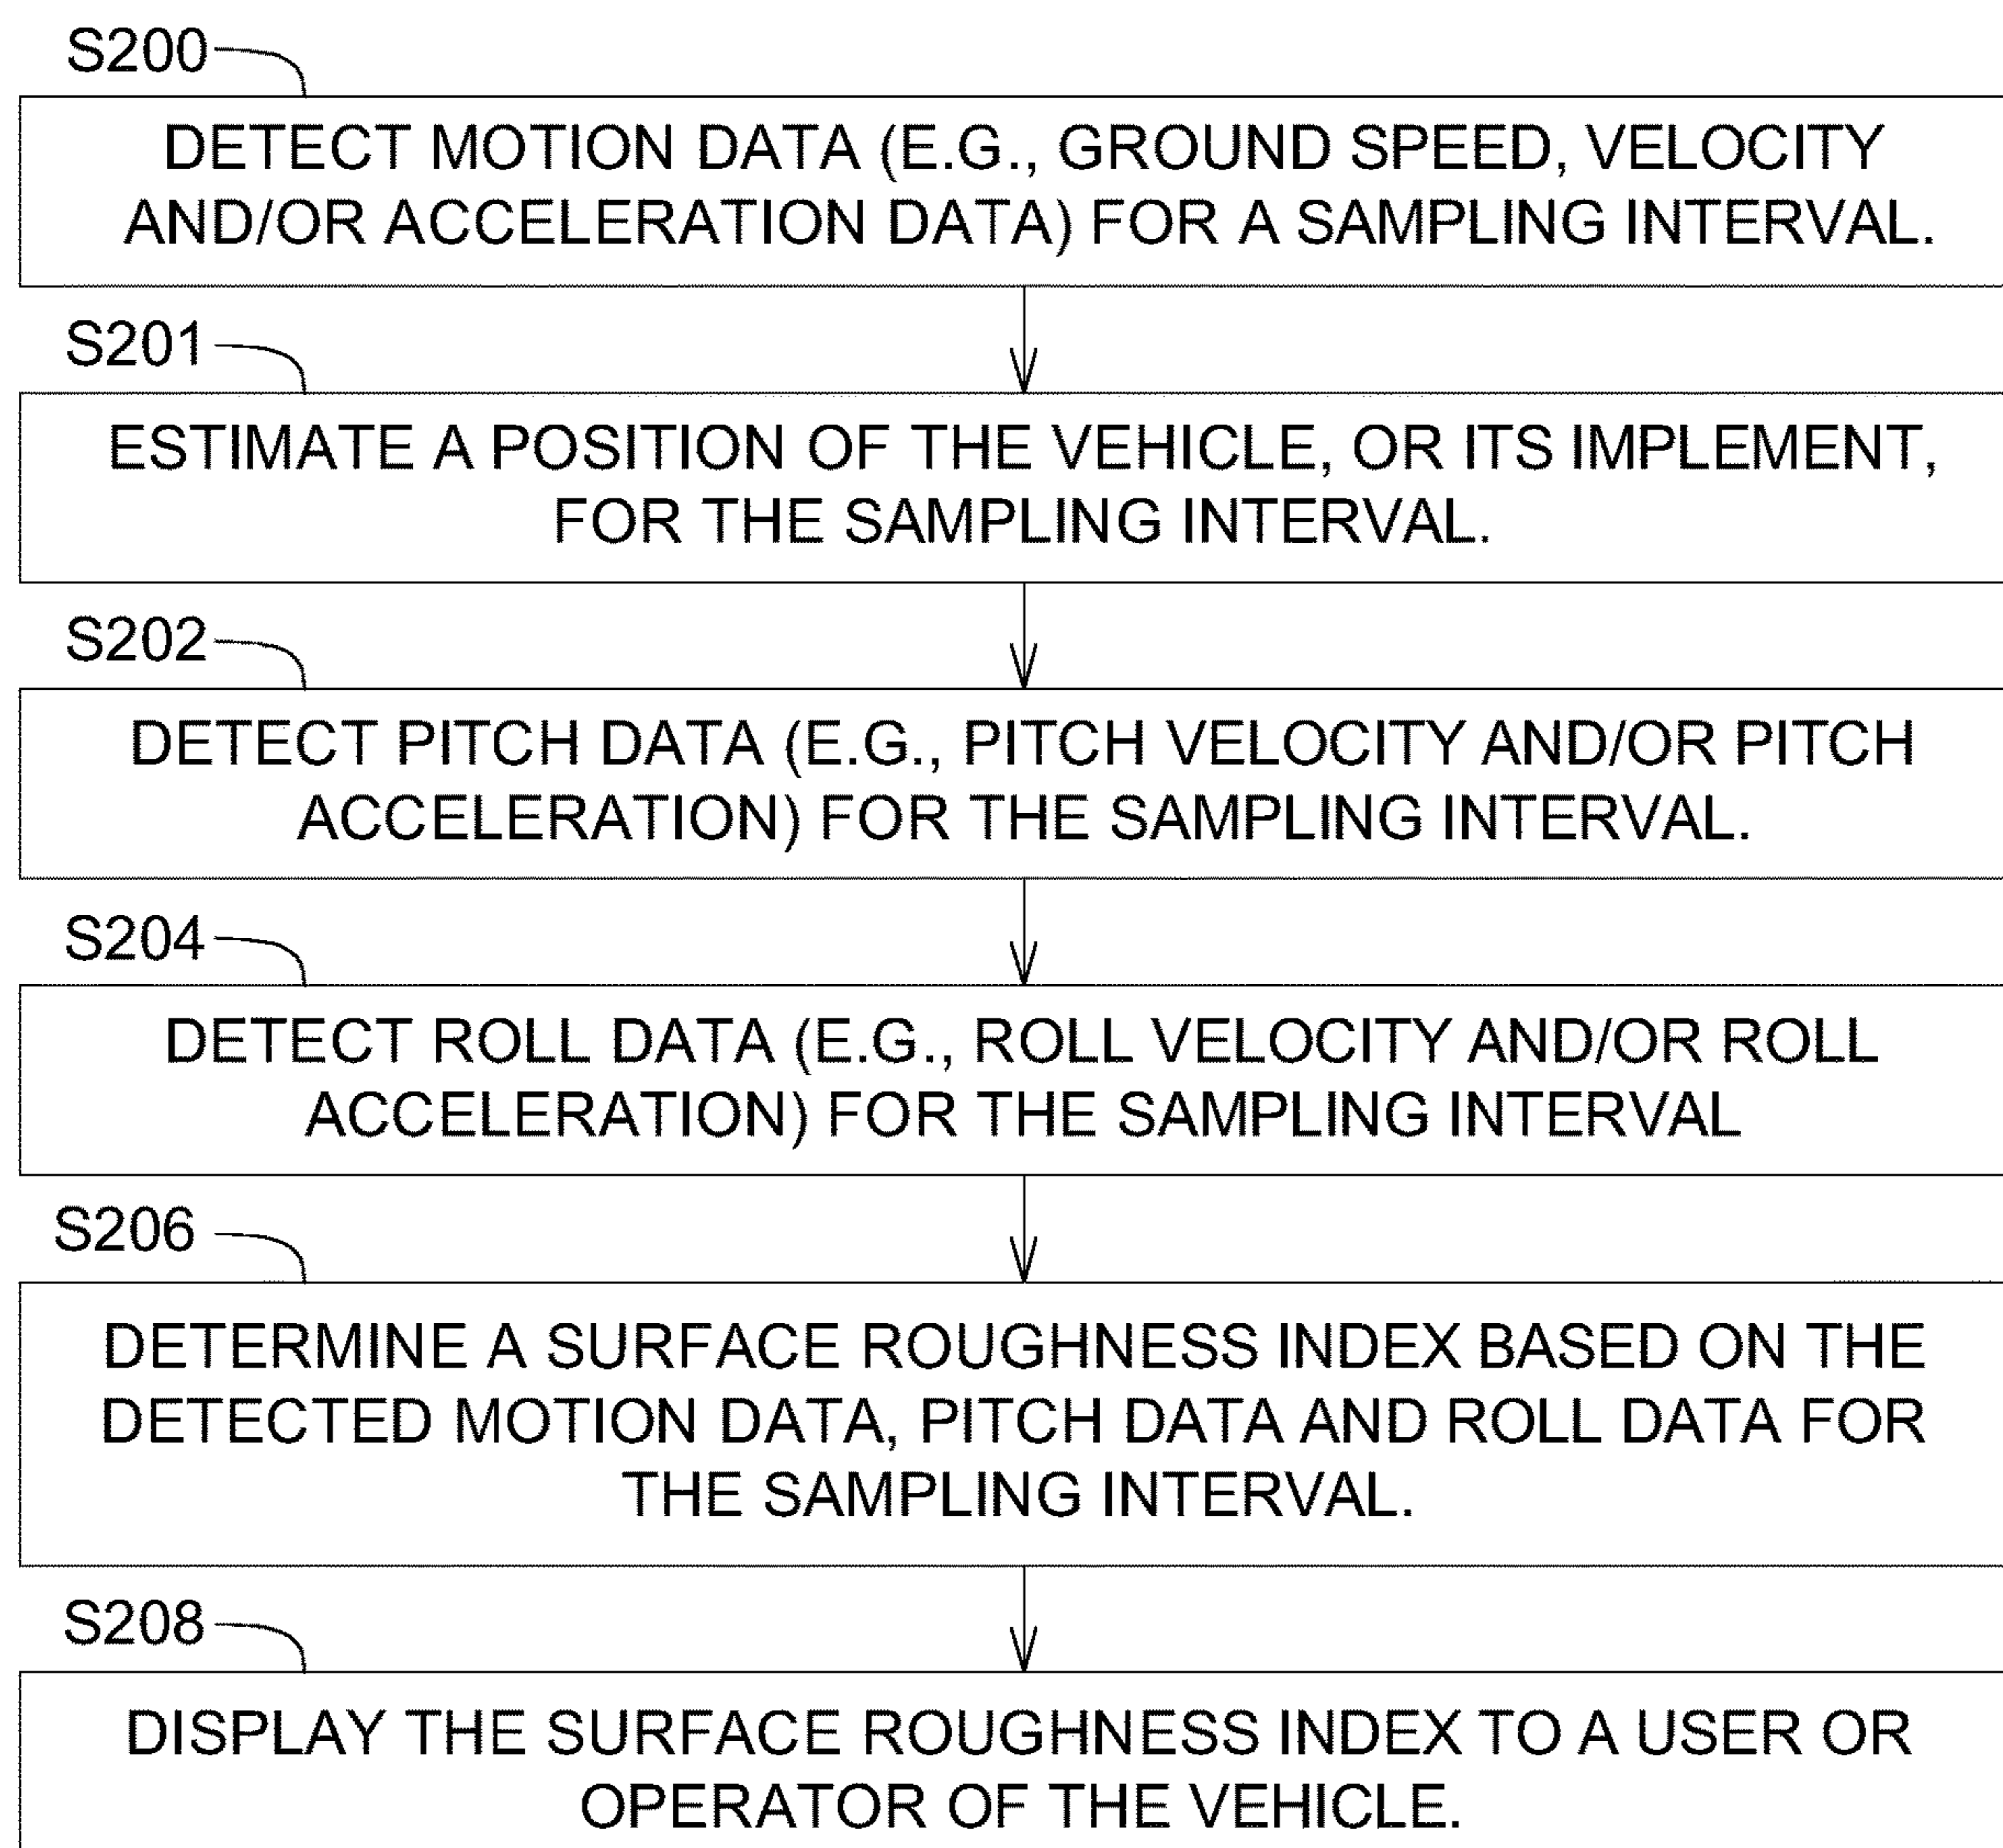 S200
DETECT MOTION DATA (E.G., GROUND SPEED, VELOCITY
AND/OR ACCELERATION DATA) FOR A SAMPLING INTERVAL.
S201
ESTIMATE A POSITION OF THE VEHICLE, OR ITS IMPLEMENT,
FOR THE SAMPLING INTERVAL.
S202
DETECT PITCH DATA (E.G., PITCH VELOCITY AND/OR PITCH
ACCELERATION) FOR THE SAMPLING INTERVAL.
S204
DETECT ROLL DATA (E.G., ROLL VELOCITY AND/OR ROLL
ACCELERATION) FOR THE SAMPLING INTERVAL
S206
DETERMINE A SURFACE ROUGHNESS INDEX BASED ON THE
DETECTED MOTION DATA, PITCH DATA AND ROLL DATA FOR
THE SAMPLING INTERVAL.
S208
DISPLAY THE SURFACE ROUGHNESS INDEX TO A USER OR
OPERATOR OF THE VEHICLE.